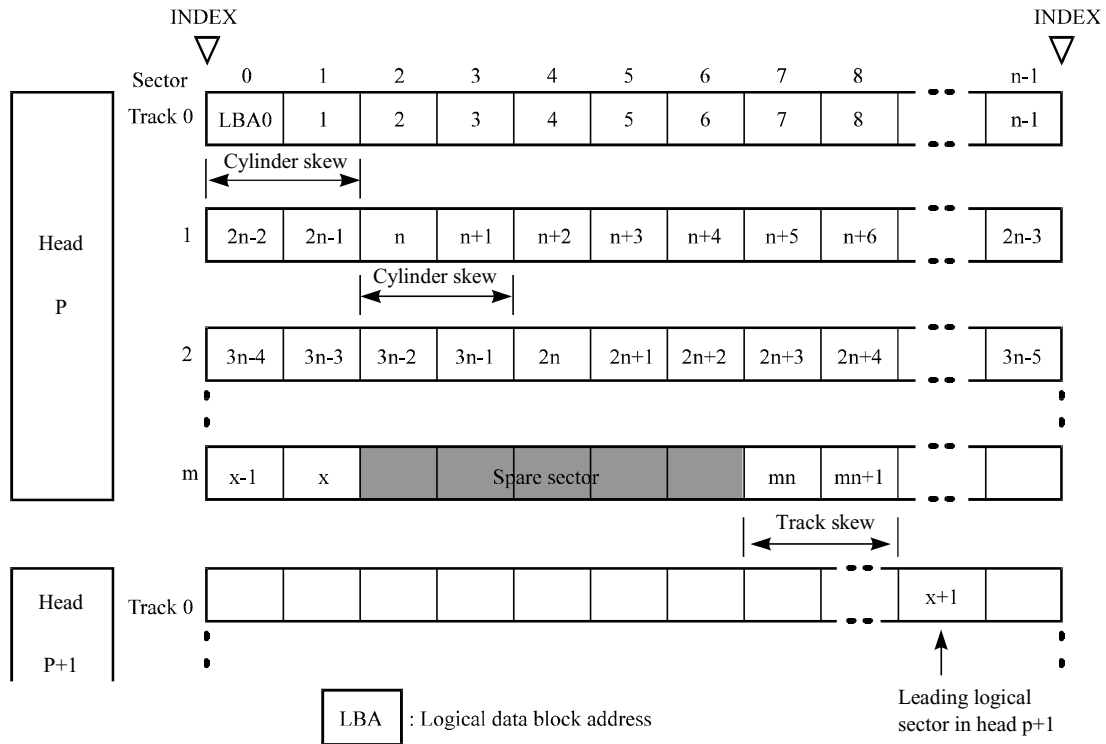 INDEX INDEX
Sector 0 1 2 3 4 5 6 7 8 n-1
Track 0 LBA0 1 2 3 4 5 6 7 8 n-1
Cylinder skew
Head
P
1 2n-2 2n-1 n n+1 n+2 n+3 n+4 n+5 n+6 2n-3
Cylinder skew
2 3n-4 3n-3 3n-2 3n-1 2n 2n+1 2n+2 2n+3 2n+4 3n-5
m x-1 x Spare sector mn mn+1
Track skew
Head
P+1
Track 0 x+1
LBA : Logical data block address
Leading logical
sector in head p+1